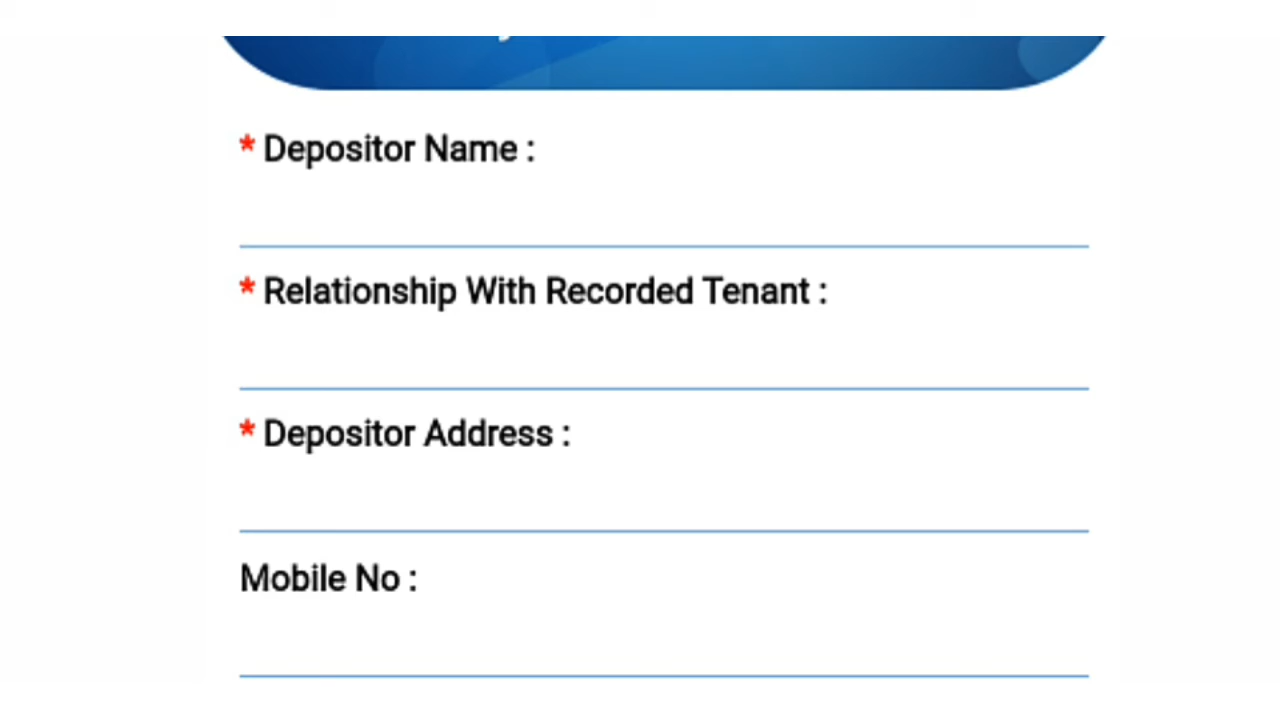 * Depositor Name :
* Relationship With Recorded Tenant :
* Depositor Address :
Mobile No :